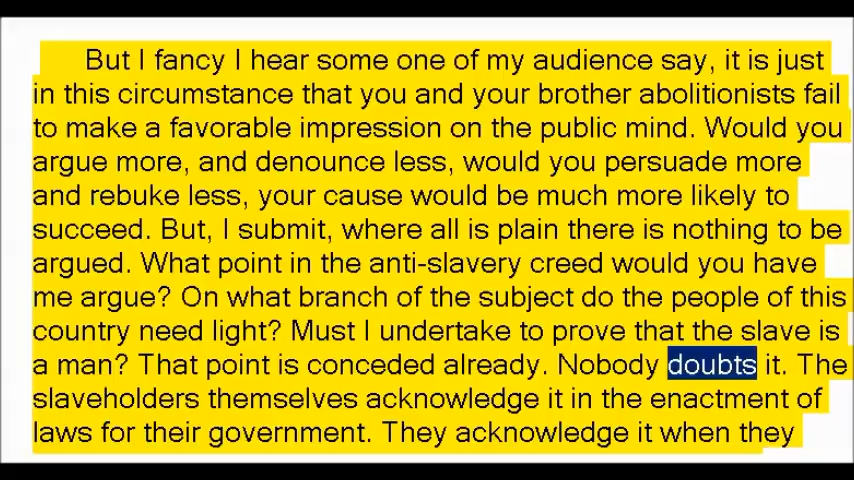 But I fancy I hear some one of my audience say, it is just
in this circumstance that you and your brother abolitionists fail
to make a favorable impression on the public mind. Would you
argue more, and denounce less, would you persuade more
and rebuke less, your cause would be much more likely to
succeed. But, I submit, where all is plain there is nothing to be
argued. What point in the anti-slavery creed would you have
me argue? On what branch of the subject do the people of this
country need light? Must I undertake to prove that the slave is
a man? That point is conceded already. Nobody doubts it. The
slaveholders themselves acknowledge it in the enactment of
laws for their government. They acknowledge it when they